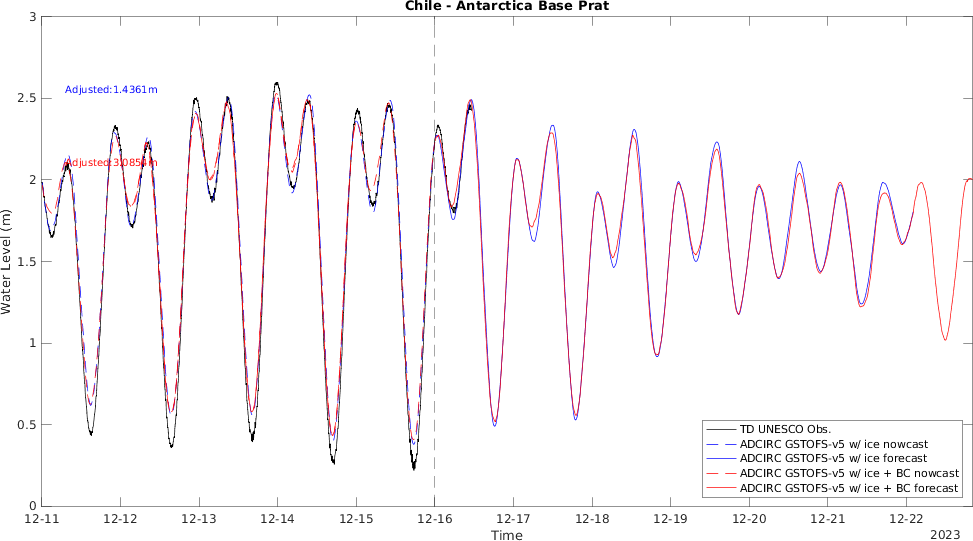 Chile - Antarctica Base Prat
3
2.5
2
1.5
1
0.5
0
Water Level (m)
Adjusted:1.4361m
Adjusted:3.0854m
TD UNESCO Obs.
ADCIRC GSTOFS-v5 w/ ice nowcast
ADCIRC GSTOFS-v5 w/ ice forecast
ADCIRC GSTOFS-v5 w/ ice + BC nowcast
ADCIRC GSTOFS-v5 w/ ice + BC forecast
12-11 12-12 12-13 12-14 12-15 12-16 12-17 12-18 12-19 12-20 12-21 12-22
Time
2023